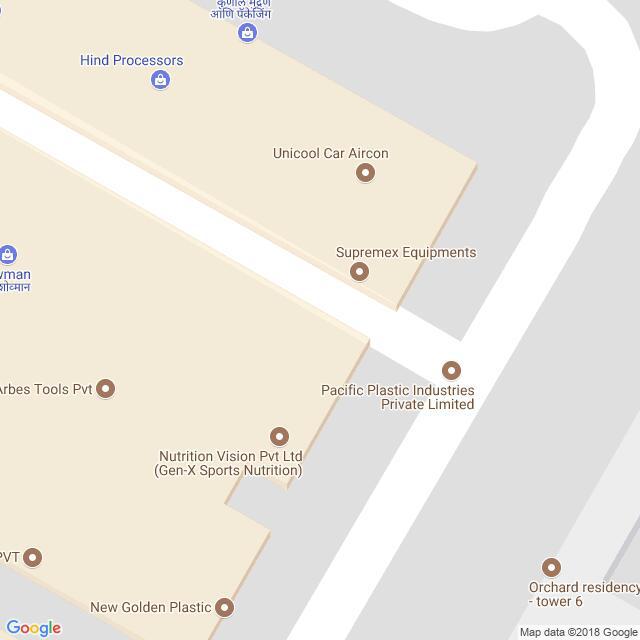 कुणाल मुद्रण
आणि पॅकेजिंग
Hind Processors
Unicool Car Aircon
Supremex Equipments
wman
शोव्मान
Arbes Tools Pvt
Pacific Plastic Industries
Private Limited
Nutrition Vision Pvt Ltd
(Gen-X Sports Nutrition)
PVT
Orchard residency
- tower 6
New Golden Plastic
Google
Map data ©2018 Google